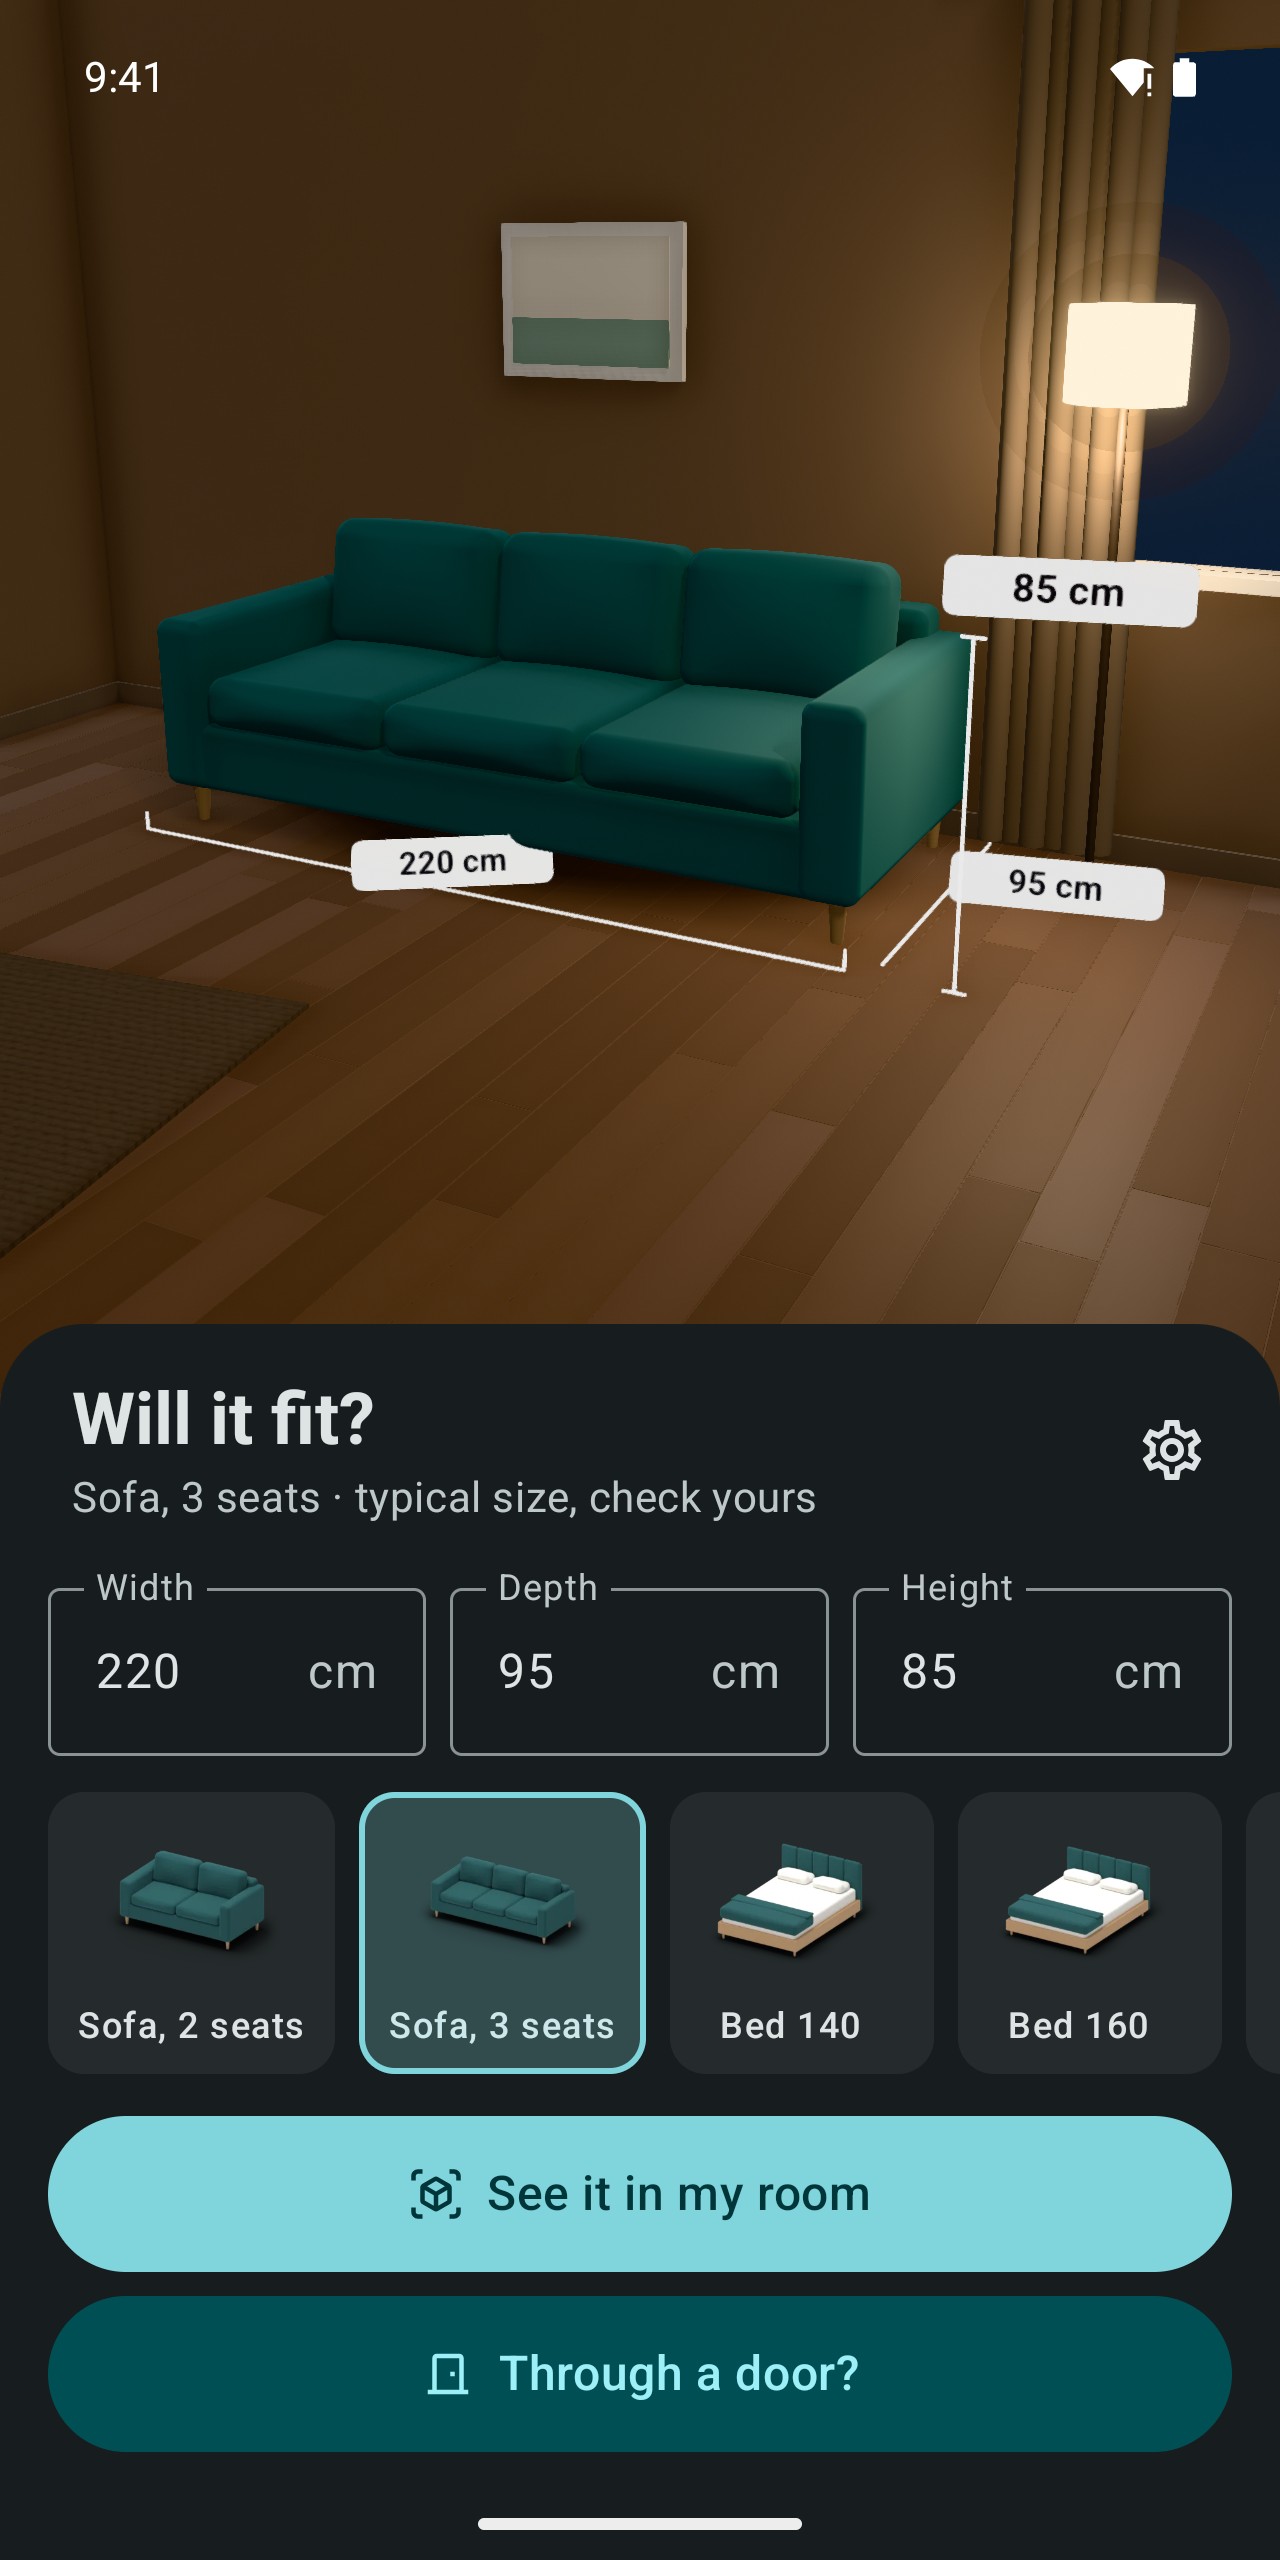 9:41
85 cm
220 cm
95 cm
Will it fit?
Sofa, 3 seats · typical size, check yours
Width
Depth
Height
220 cm
95 cm
85 cm
Sofa, 2 seats
Sofa, 3 seats
Bed 140
Bed 160
See it in my room
Through a door?